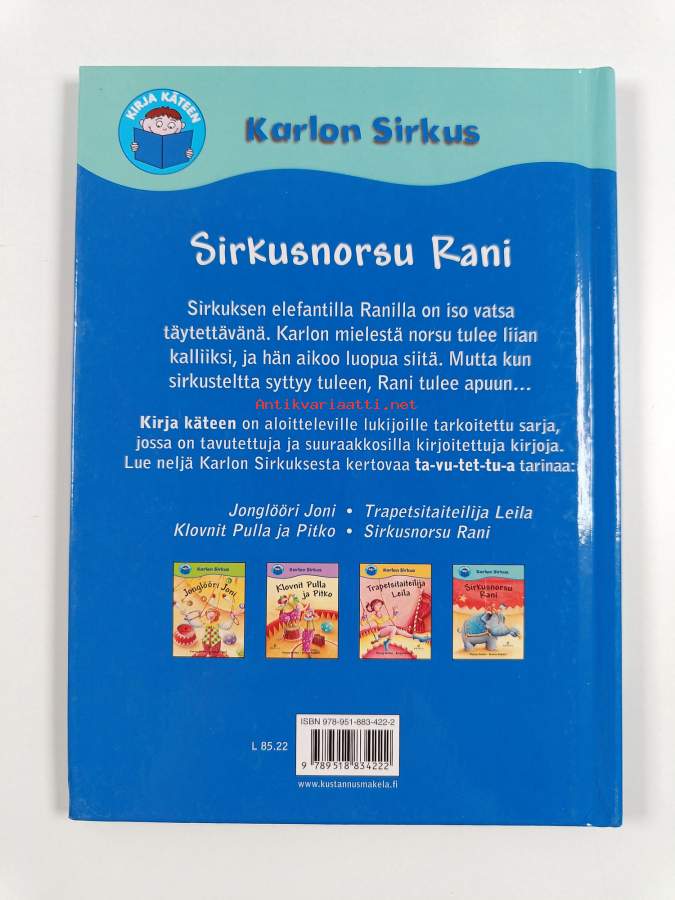 KIRJA KÄTEEN
Karlon Sirkus
Sirkusnorsu Rani
Sirkuksen elefantilla Ranilla on iso vatsa
täytettävänä. Karlon mielestä norsu tulee liian
kalliiksi, ja hän aikoo luopua siitä. Mutta kun
sirkusteltta syttyy tuleen, Rani tulee apuun…
Antikvariaatti.net
Kirja käteen on aloitteleville lukijoille tarkoitettu sarja,
jossa on tavutettuja ja suuraakkosilla kirjoitettuja kirjoja.
Lue neljä Karlon Sirkuksesta kertovaa ta-vu-tet-tu-a tarinaa:
Jonglööri Joni • Trapetsitaiteilija Leila
Klovnit Pulla ja Pitko • Sirkusnorsu Rani
Karlon Sirkus
Jonglööri Joni
Karlon Sirkus
Klovnit Pulla
ja Pitko
Karlon Sirkus
Trapetsitaiteilija
Leila
Karlon Sirkus
Sirkusnorsu
Rani
ISBN 978-951-883-422-2
L 85.22
9 789518 834222
www.kustannusmakela.fi